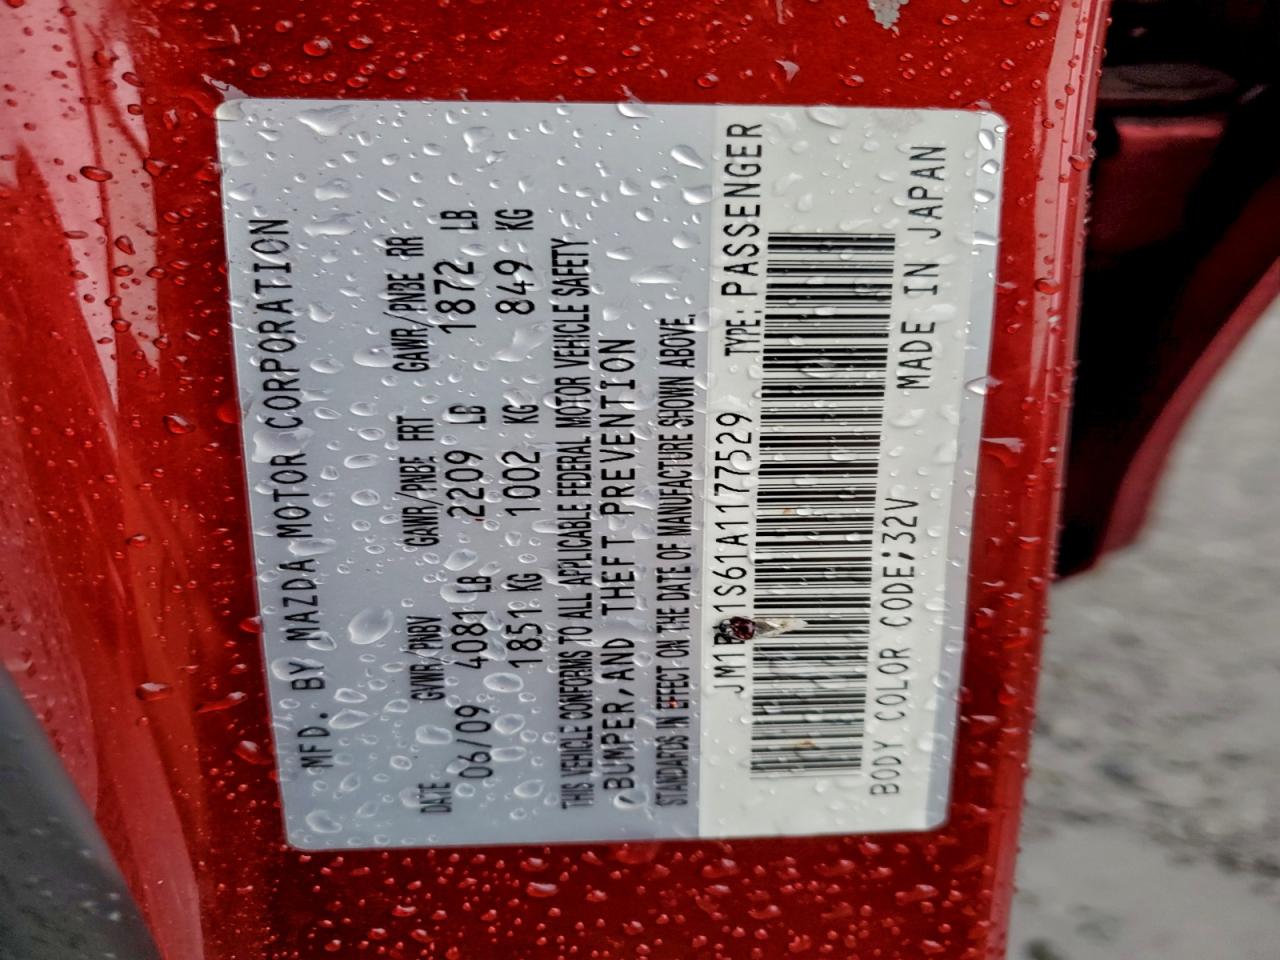 MFD. BY MAZDA MOTOR CORPORATION
DATE GVWR/PNBV GAWR/PNBE FRT GAWR/PNBE RR
06/09 4081 LB 2209 LB 1872 LB
1851 KG 1002 KG 849 KG
THIS VEHICLE CONFORMS TO ALL APPLICABLE FEDERAL MOTOR VEHICLE SAFETY
,BUMPER,AND THEFT PREVENTION
STANDARDS IN EFFECT ON THE DATE OF MANUFACTURE SHOWN ABOVE.
JM1B 1S61A1177529 TYPE: PASSENGER
BODY COLOR CODE;32V MADE IN JAPAN